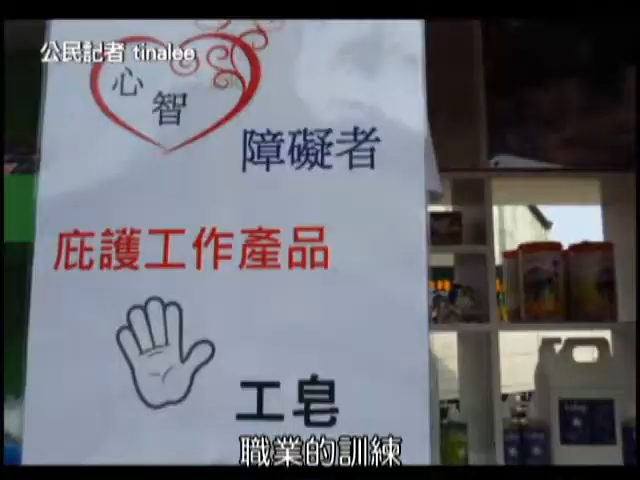 公民記者 tinalee
心
智
障礙者
庇護工作產品
工皂
職業的訓練